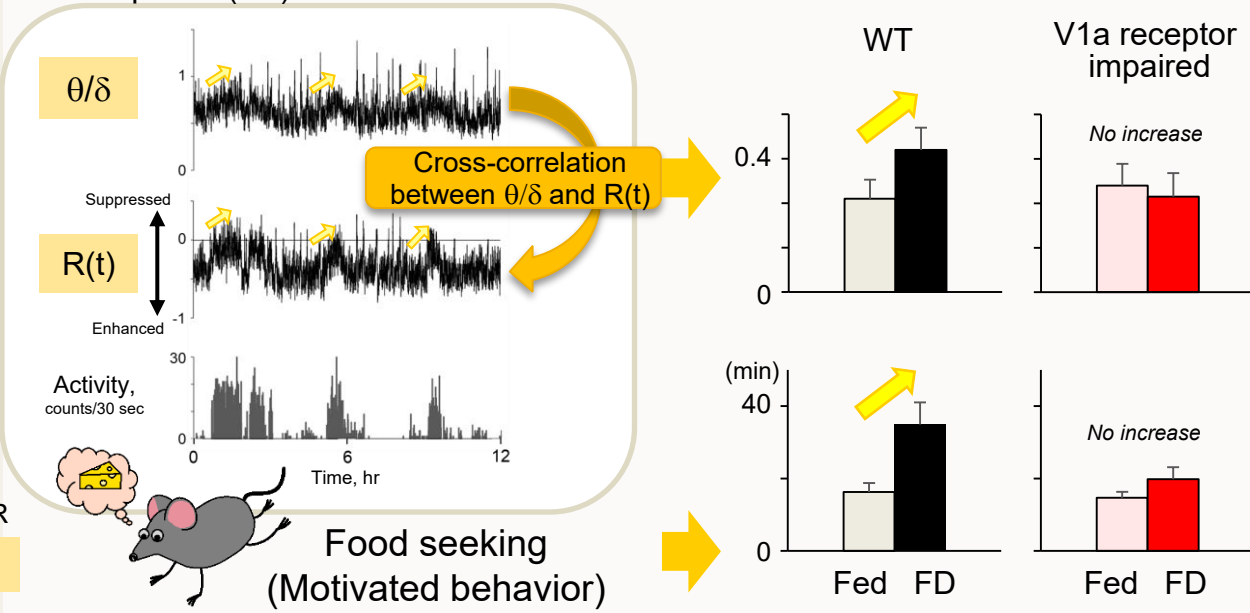 θ/δ
1
0
Suppressed
R(t)
0
-1
Enhanced
Cross-correlation
between θ/δ and R(t)
Activity,
counts/30 sec
30
0
0
6
12
Time, hr
R
Food seeking
(Motivated behavior)
WT
V1a receptor
impaired
0.4
0
No increase
(min)
40
0
No increase
Fed FD
Fed FD